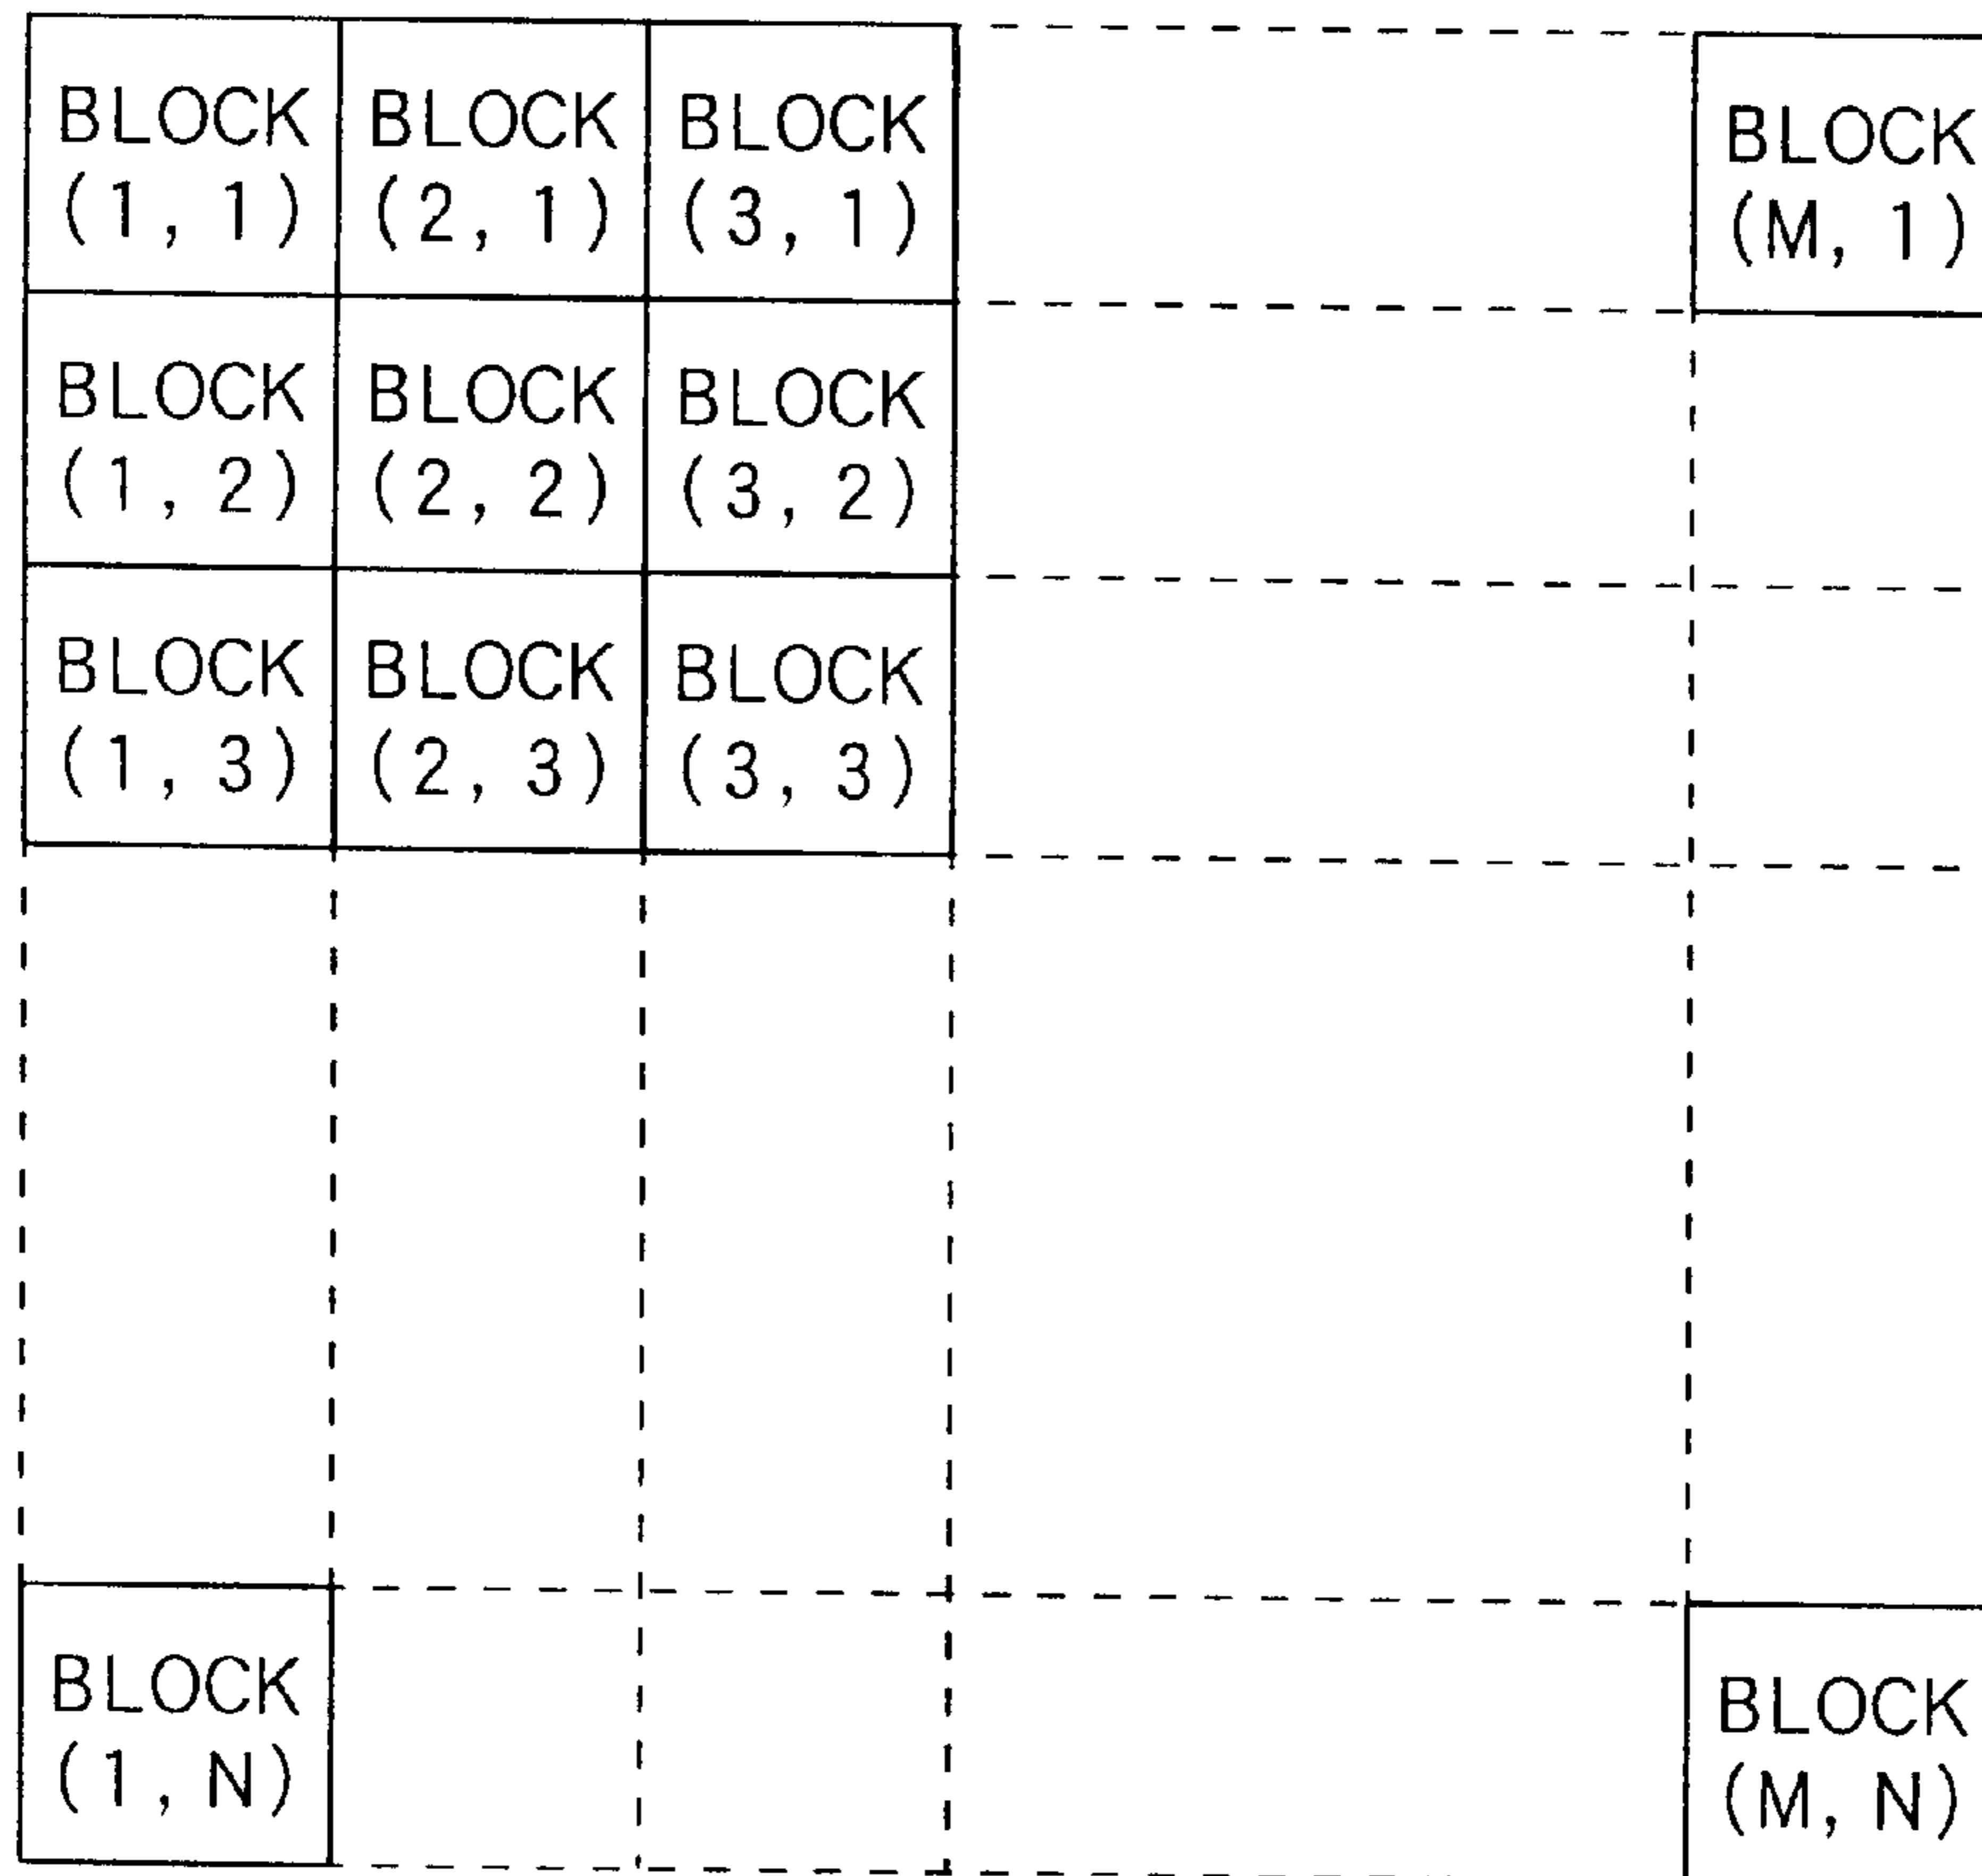 BLOCK
(1, 1)
BLOCK
(2, 1)
BLOCK
(3, 1)
BLOCK
(M, 1)
BLOCK
(1, 2)
BLOCK
(2, 2)
BLOCK
(3, 2)
BLOCK
(1, 3)
BLOCK
(2, 3)
BLOCK
(3, 3)
BLOCK
(1, N)
BLOCK
(M, N)